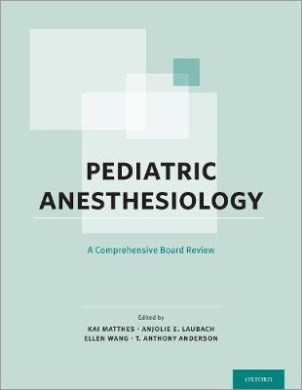 PEDIATRIC
ANESTHESIOLOGY
A Comprehensive Board Review
Edited by
KAI MATTHES · ANJOLIE E. LAUBACH
ELLEN WANG · T. ANTHONY ANDERSON
OXFORD